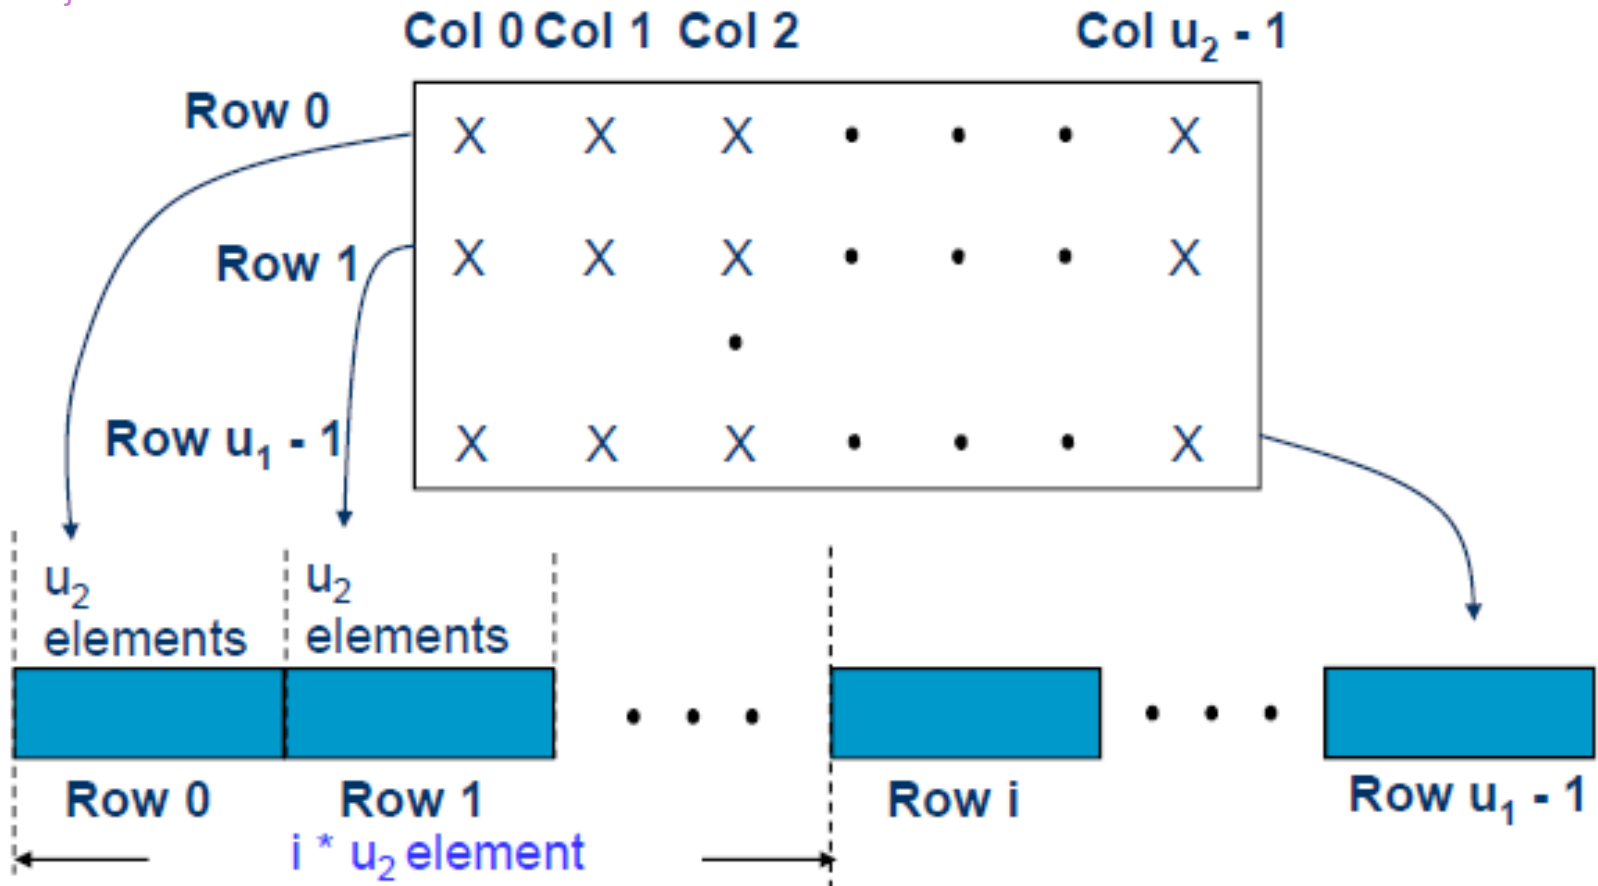 Col 0 Col 1 Col 2 Col u₂ - 1
Row 0 X X X • • • X
Row 1 X X X • • • X
•
Row u₁ - 1 X X X • • • X
u₂ elements
u₂ elements
• • • • • •
Row 0 Row 1 Row i Row u₁ - 1
i * u₂ element